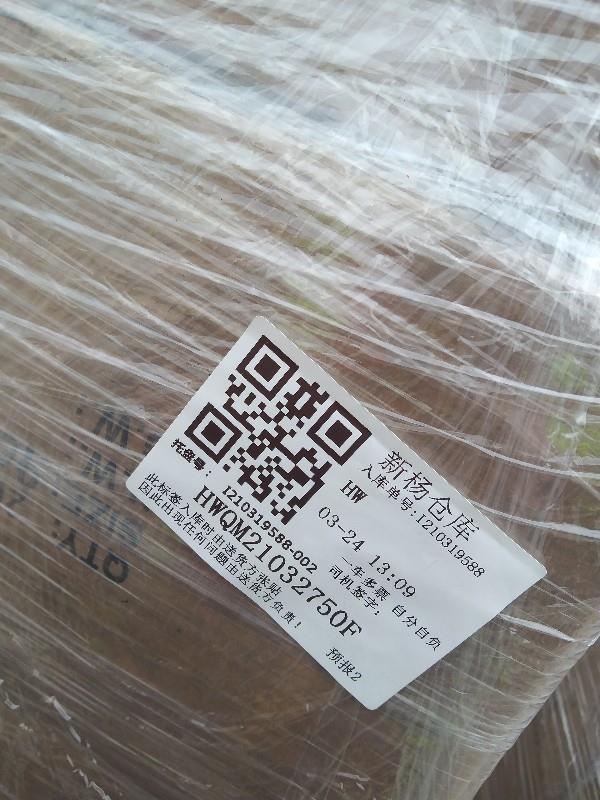 新杨仓库
入库单号:I210319588
HW
03-24 13:09
一车多票 自分自负
司机签字:
托盘号: I210319588-002
HWQM21032750F
此标签入库时由送货方张贴
因此出现任何问题由送货方负责!
预报2
QTY: